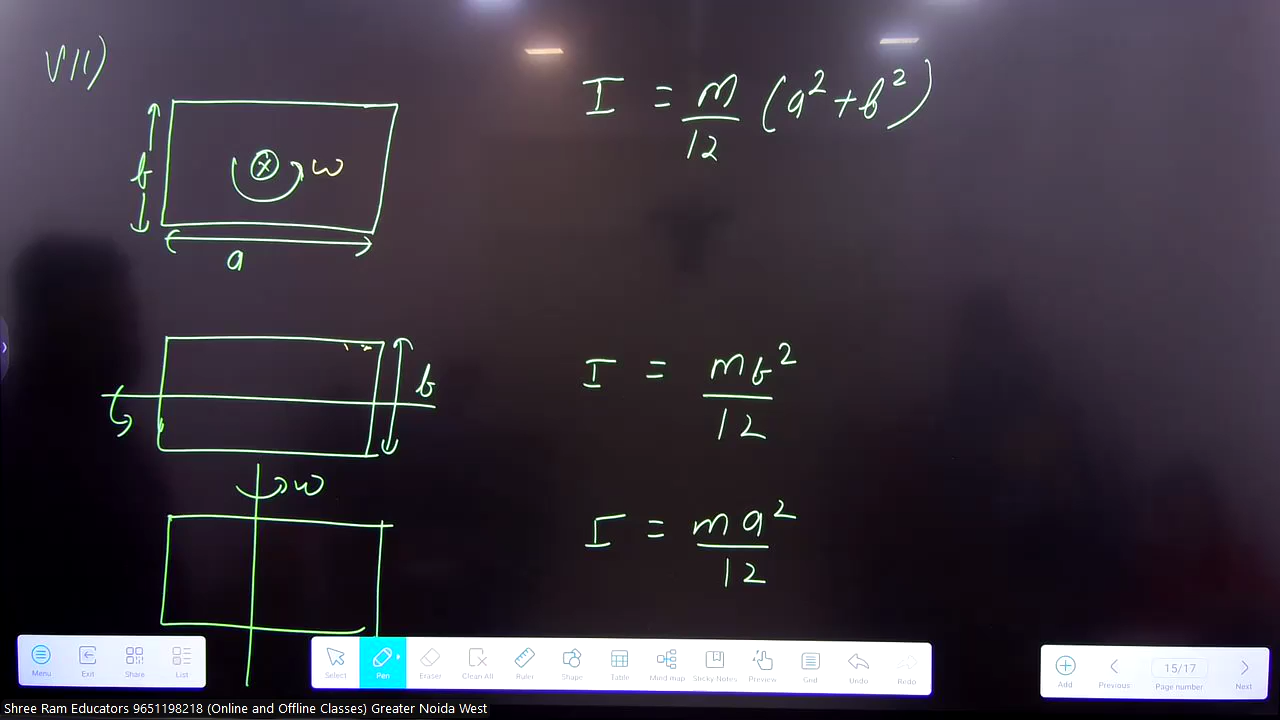 VII)
I = m/12 (a² + b²)
b
ω
a
I = mb²/12
b
ω
I = ma²/12
Menu
Exit
Share
List
Select
Pen
Eraser
Clean All
Ruler
Shape
Table
Mind map
Sticky Notes
Preview
Grid
Undo
Redo
Add
Previous
15/17
Page number
Next
Shree Ram Educators 9651198218 (Online and Offline Classes) Greater Noida West